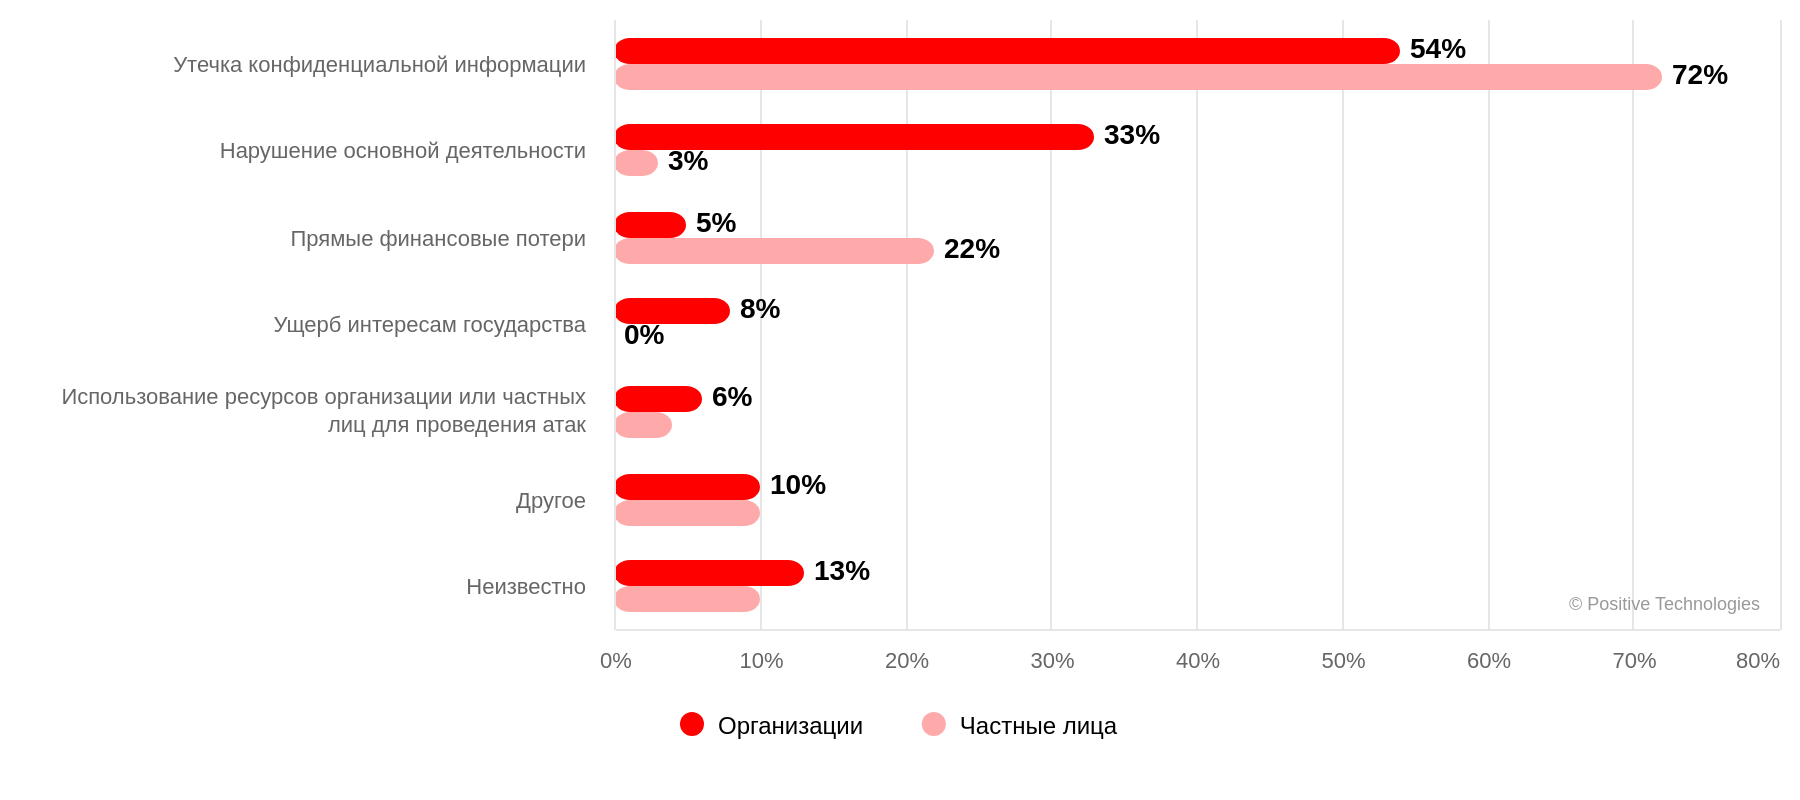 Утечка конфиденциальной информации
54%
72%
Нарушение основной деятельности
33%
3%
Прямые финансовые потери
5%
22%
Ущерб интересам государства
8%
0%
Использование ресурсов организации или частных
лиц для проведения атак
6%
Другое
10%
Неизвестно
13%
© Positive Technologies
0% 10% 20% 30% 40% 50% 60% 70% 80%
Организации Частные лица